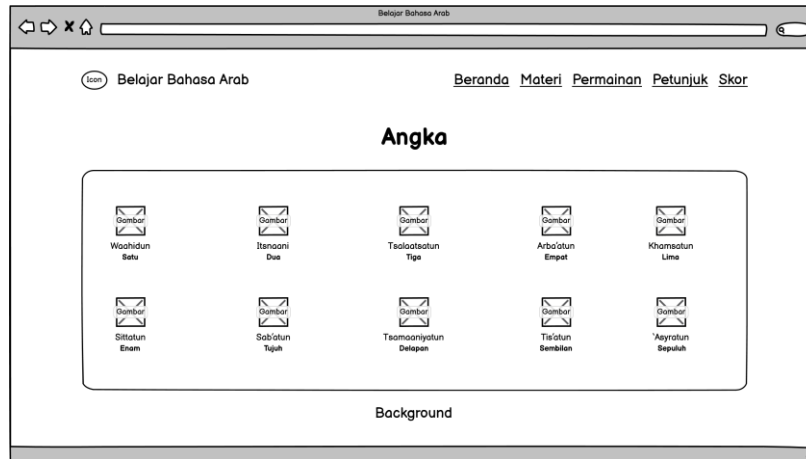 Belajar Bahasa Arab
Icon Belajar Bahasa Arab Beranda Materi Permainan Petunjuk Skor
Angka
Gambar Gambar Gambar Gambar Gambar
Waahidun Itsnaani Tsalaatsatun Arba'atun Khamsatun
Satu Dua Tiga Empat Lima
Gambar Gambar Gambar Gambar Gambar
Sittatun Sab'atun Tsamaaniyatun Tis'atun 'Asyratun
Enam Tujuh Delapan Sembilan Sepuluh
Background